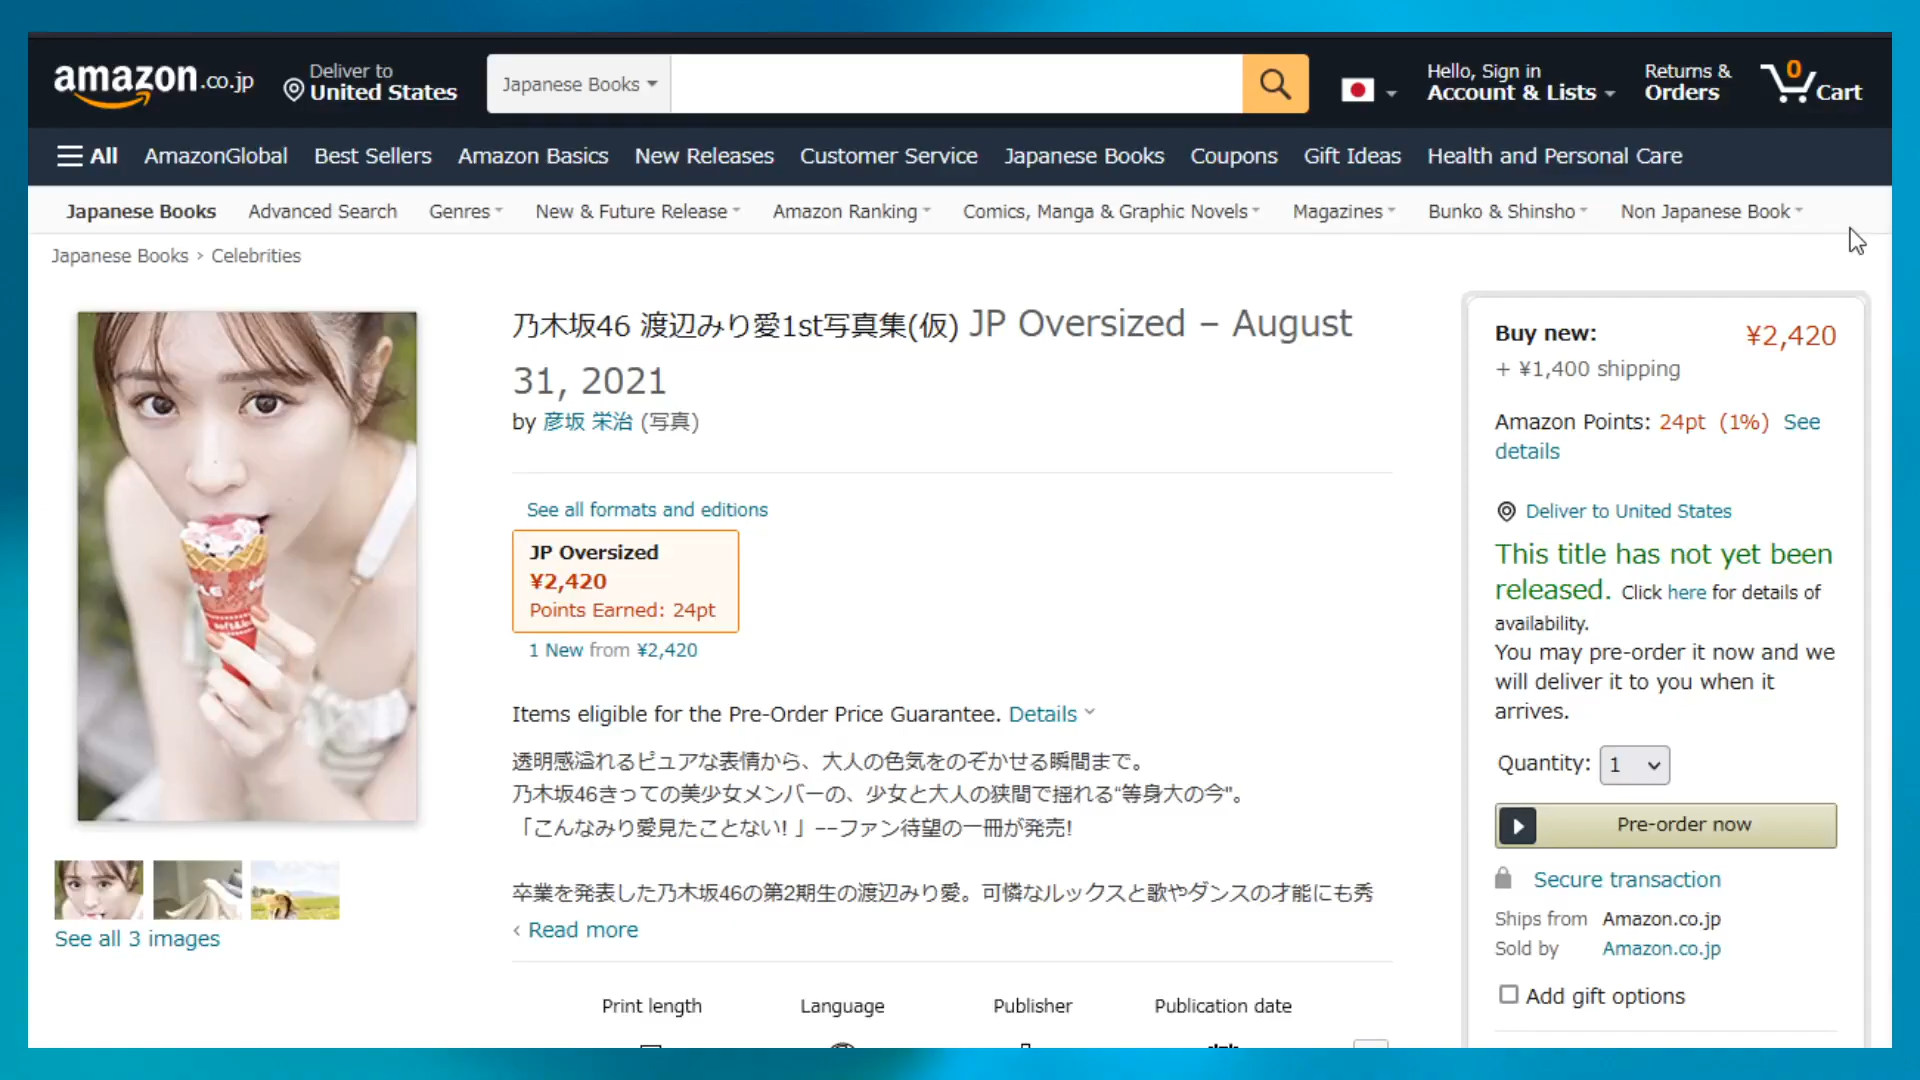 amazon.co.jp
Deliver to
United States
Japanese Books
Hello, Sign in
Account & Lists
Returns &
Orders
0
Cart
All AmazonGlobal Best Sellers Amazon Basics New Releases Customer Service Japanese Books Coupons Gift Ideas Health and Personal Care
Japanese Books Advanced Search Genres New & Future Release Amazon Ranking Comics, Manga & Graphic Novels Magazines Bunko & Shinsho Non Japanese Book
Japanese Books › Celebrities
乃木坂46 渡辺みり愛1st写真集(仮) JP Oversized – August
31, 2021
by 彦坂 栄治 (写真)
See all formats and editions
JP Oversized
¥2,420
Points Earned: 24pt
1 New from ¥2,420
Items eligible for the Pre-Order Price Guarantee. Details
透明感溢れるピュアな表情から、大人の色気をのぞかせる瞬間まで。
乃木坂46きっての美少女メンバーの、少女と大人の狭間で揺れる“等身大の今"。
「こんなみり愛見たことない! 」––ファン待望の一冊が発売!
卒業を発表した乃木坂46の第2期生の渡辺みり愛。可憐なルックスと歌やダンスの才能にも秀
‹ Read more
Print length Language Publisher Publication date
See all 3 images
Buy new: ¥2,420
+ ¥1,400 shipping
Amazon Points: 24pt (1%) See
details
Deliver to United States
This title has not yet been
released. Click here for details of
availability.
You may pre-order it now and we
will deliver it to you when it
arrives.
Quantity: 1
Pre-order now
Secure transaction
Ships from Amazon.co.jp
Sold by Amazon.co.jp
Add gift options